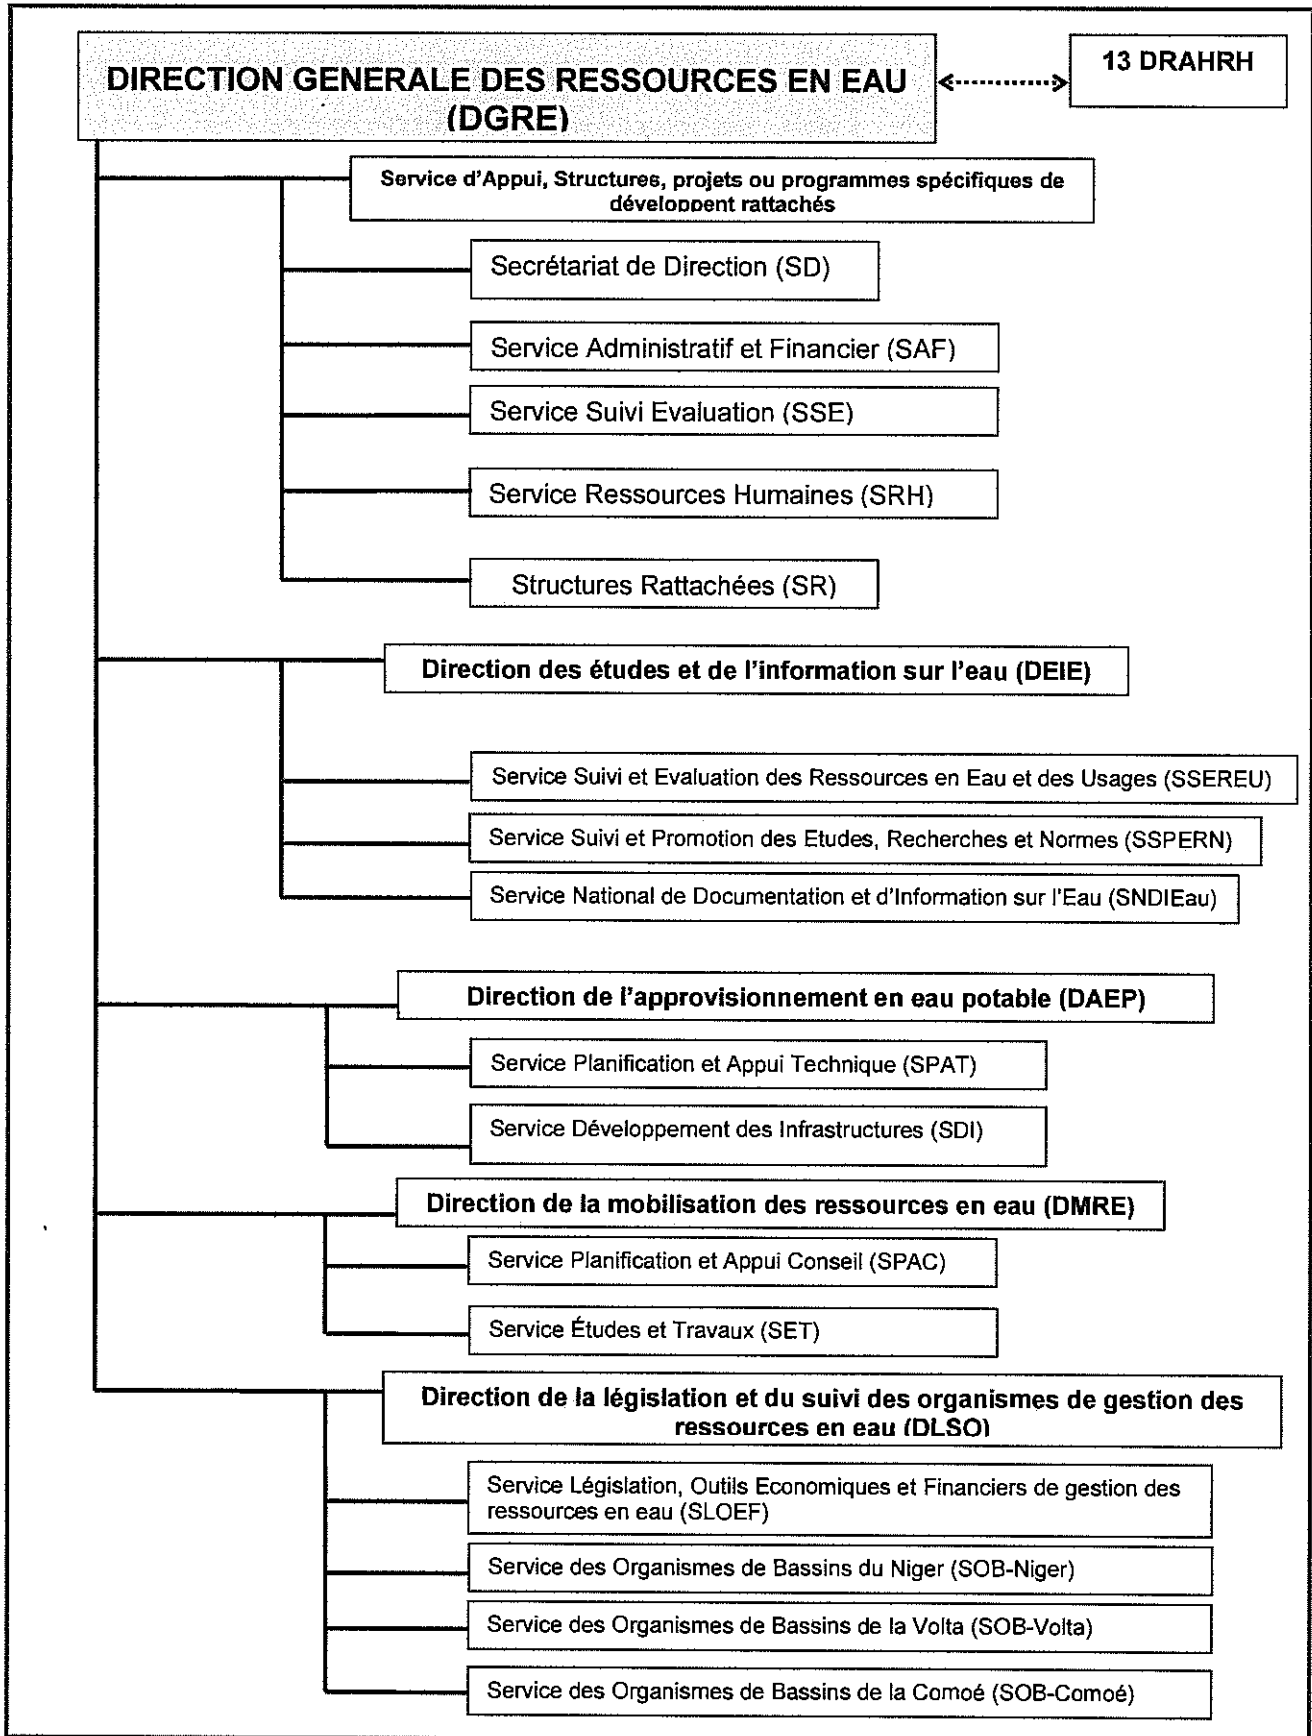 DIRECTION GENERALE DES RESSOURCES EN EAU
(DGRE)
13 DRAHRH
Service d'Appui, Structures, projets ou programmes spécifiques de
développent rattachés
Secrétariat de Direction (SD)
Service Administratif et Financier (SAF)
Service Suivi Evaluation (SSE)
Service Ressources Humaines (SRH)
Structures Rattachées (SR)
Direction des études et de l'information sur l'eau (DEIE)
Service Suivi et Evaluation des Ressources en Eau et des Usages (SSEREU)
Service Suivi et Promotion des Etudes, Recherches et Normes (SSPERN)
Service National de Documentation et d'Information sur l'Eau (SNDIEau)
Direction de l'approvisionnement en eau potable (DAEP)
Service Planification et Appui Technique (SPAT)
Service Développement des Infrastructures (SDI)
Direction de la mobilisation des ressources en eau (DMRE)
Service Planification et Appui Conseil (SPAC)
Service Études et Travaux (SET)
Direction de la législation et du suivi des organismes de gestion des
ressources en eau (DLSO)
Service Législation, Outils Economiques et Financiers de gestion des
ressources en eau (SLOEF)
Service des Organismes de Bassins du Niger (SOB-Niger)
Service des Organismes de Bassins de la Volta (SOB-Volta)
Service des Organismes de Bassins de la Comoé (SOB-Comoé)